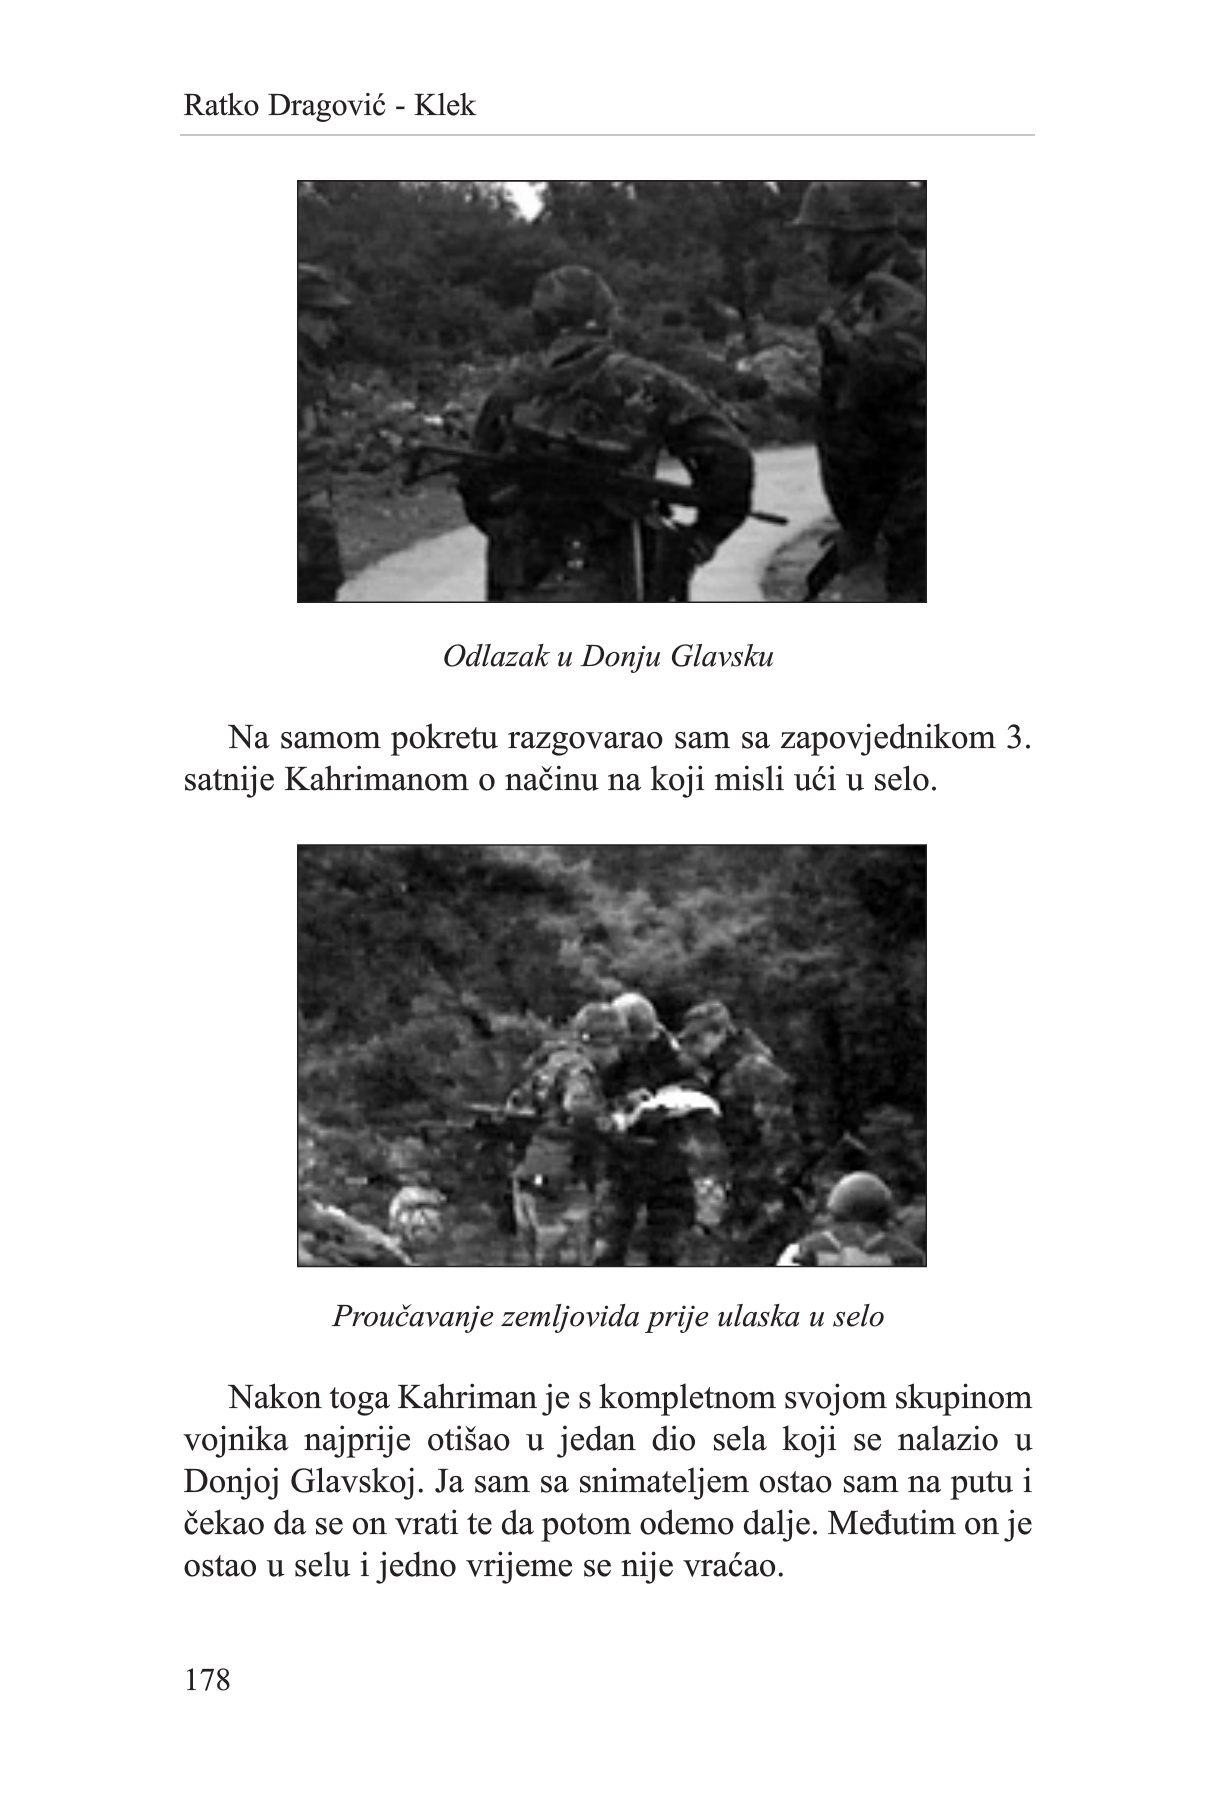 Ratko Dragović - Klek
Odlazak u Donju Glavsku
Na samom pokretu razgovarao sam sa zapovjednikom 3.
satnije Kahrimanom o načinu na koji misli ući u selo.
Proučavanje zemljovida prije ulaska u selo
Nakon toga Kahriman je s kompletnom svojom skupinom
vojnika najprije otišao u jedan dio sela koji se nalazio u
Donjoj Glavskoj. Ja sam sa snimateljem ostao sam na putu i
čekao da se on vrati te da potom odemo dalje. Međutim on je
ostao u selu i jedno vrijeme se nije vraćao.
178